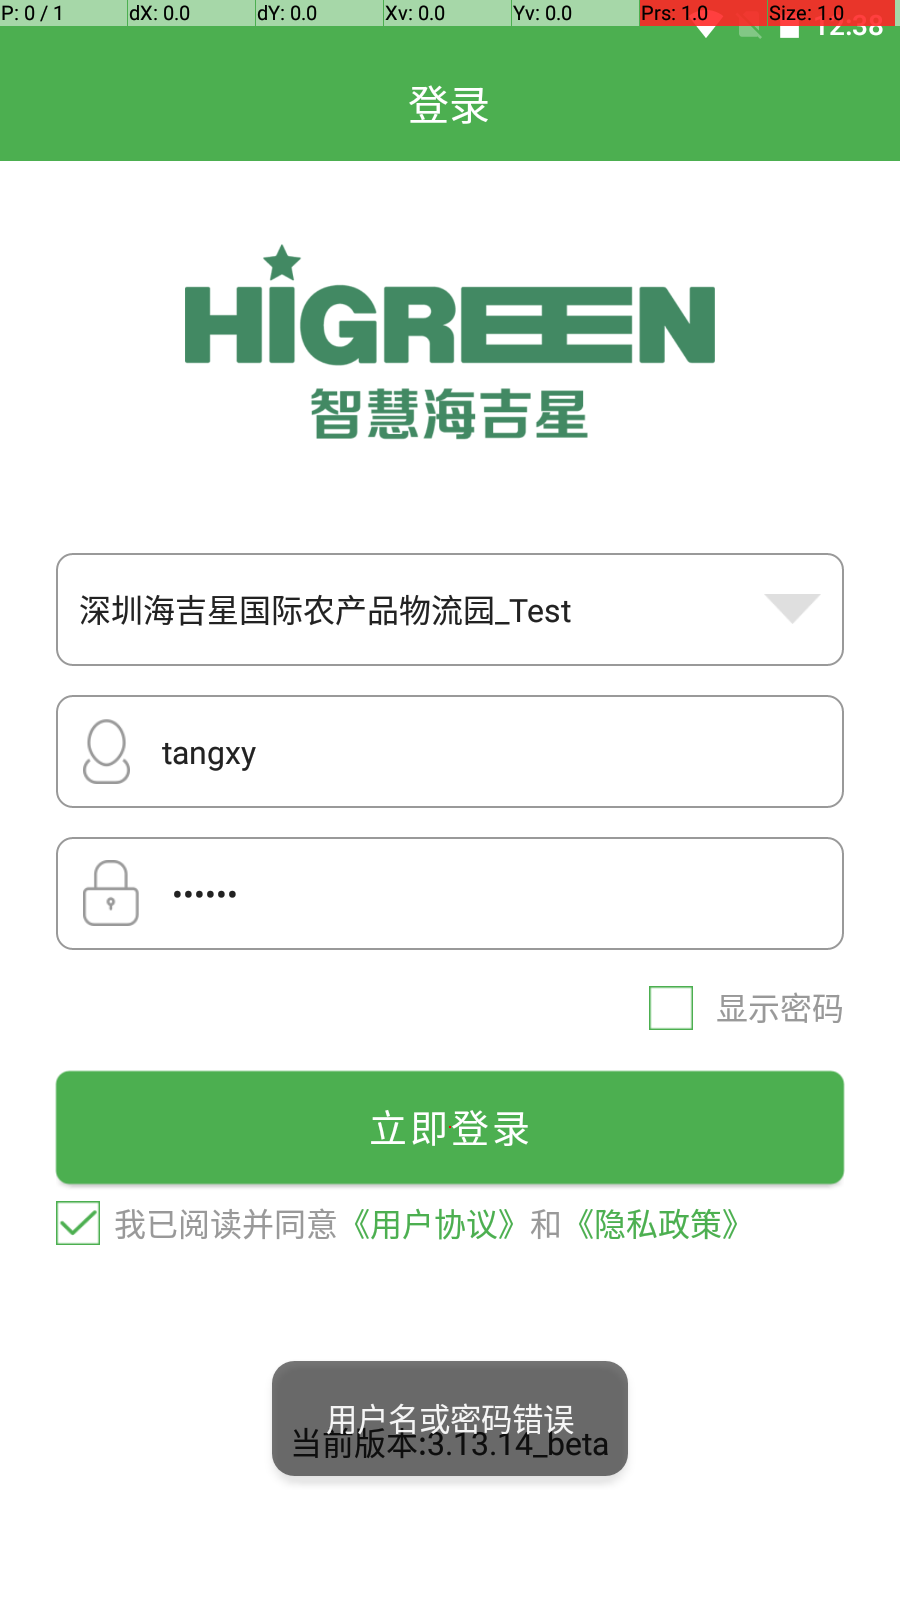 P: 0 / 1 dX: 0.0 dY: 0.0 Xv: 0.0 Yv: 0.0 Prs: 1.0 Size: 1.0
12:38
登录
HiGREEN
智慧海吉星
深圳海吉星国际农产品物流园_Test
tangxy
••••••
显示密码
立即登录
我已阅读并同意《用户协议》和《隐私政策》
用户名或密码错误
当前版本:3.13.14_beta